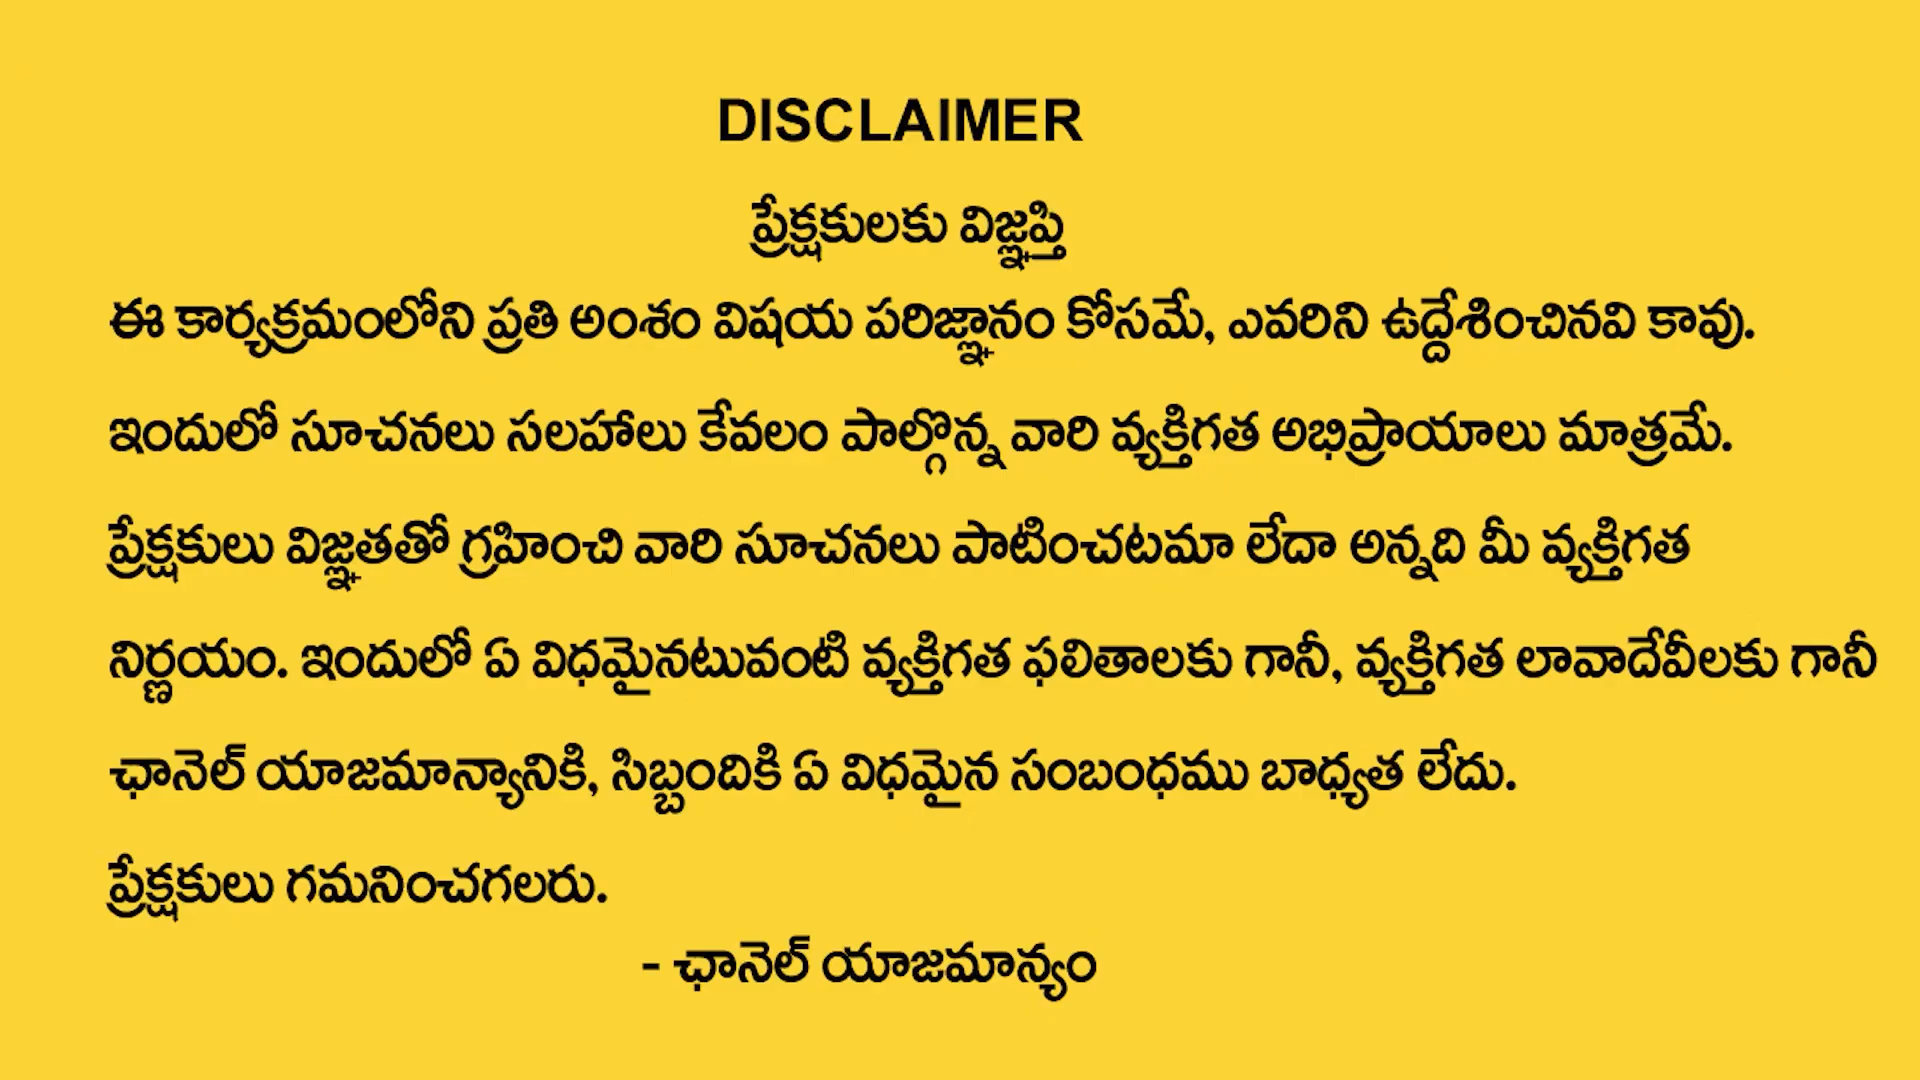 DISCLAIMER
ప్రేక్షకులకు విజ్ఞప్తి
ఈ కార్యక్రమంలోని ప్రతి అంశం విషయ పరిజ్ఞానం కోసమే, ఎవరిని ఉద్దేశించినవి కావు.
ఇందులో సూచనలు సలహాలు కేవలం పాల్గొన్న వారి వ్యక్తిగత అభిప్రాయాలు మాత్రమే.
ప్రేక్షకులు విజ్ఞతతో గ్రహించి వారి సూచనలు పాటించటమా లేదా అన్నది మీ వ్యక్తిగత
నిర్ణయం. ఇందులో ఏ విధమైనటువంటి వ్యక్తిగత ఫలితాలకు గానీ, వ్యక్తిగత లావాదేవీలకు గానీ
ఛానెల్ యాజమాన్యానికి, సిబ్బందికి ఏ విధమైన సంబంధము బాధ్యత లేదు.
ప్రేక్షకులు గమనించగలరు.
- ఛానెల్ యాజమాన్యం